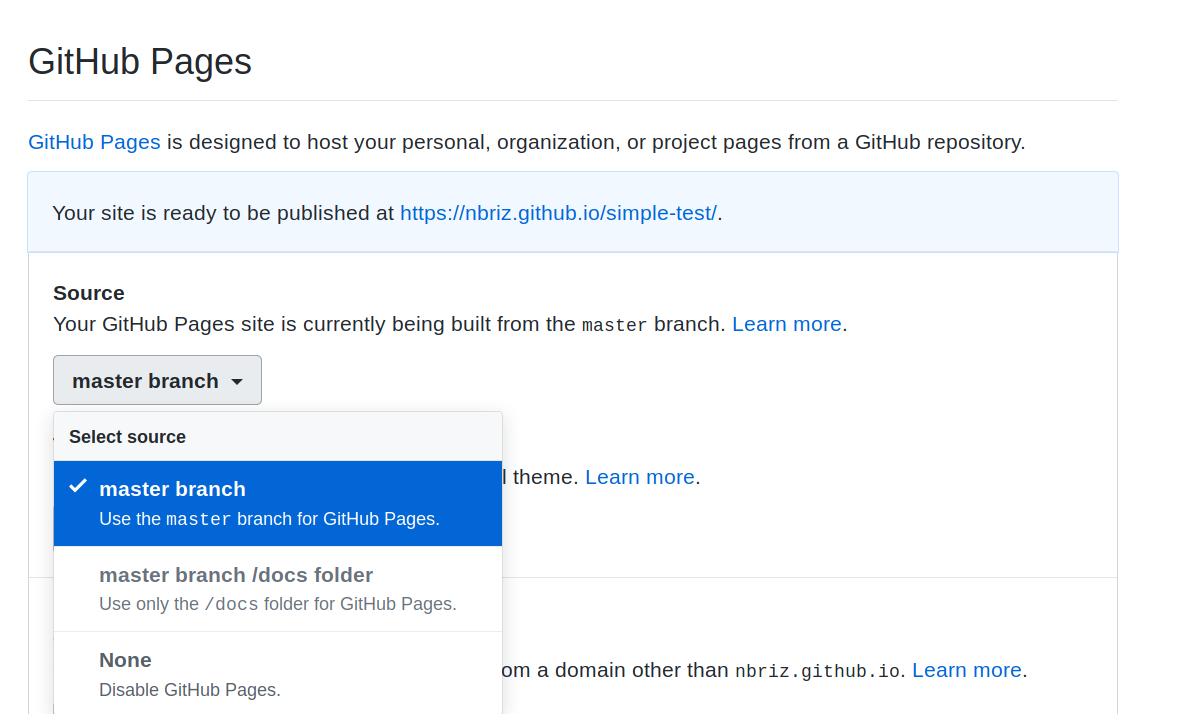 GitHub Pages
GitHub Pages is designed to host your personal, organization, or project pages from a GitHub repository.
Your site is ready to be published at https://nbriz.github.io/simple-test/.
Source
Your GitHub Pages site is currently being built from the master branch. Learn more.
master branch
Select source
theme. Learn more.
master branch
Use the master branch for GitHub Pages.
master branch /docs folder
Use only the /docs folder for GitHub Pages.
None
a domain other than nbriz.github.io. Learn more.
Disable GitHub Pages.